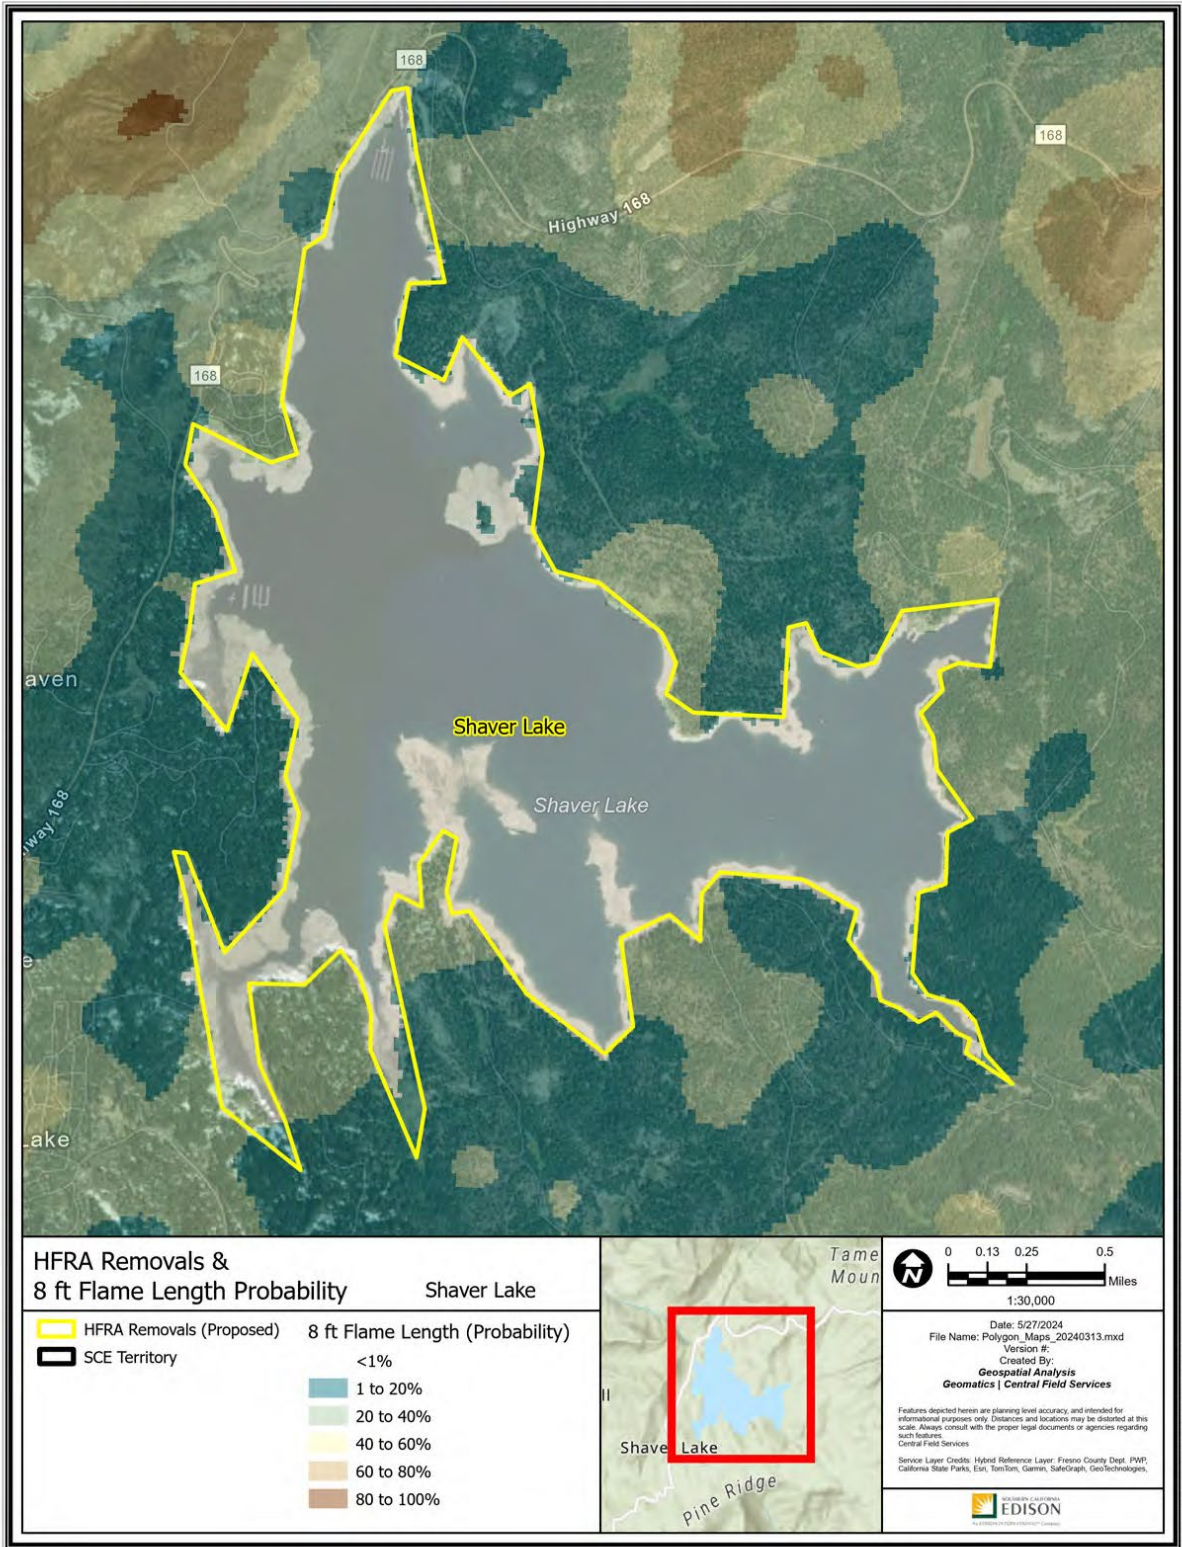 168
168
Highway 168
168
aven
Shaver Lake
Shaver Lake
way 168
e
Lake
HFRA Removals &
8 ft Flame Length Probability
Shaver Lake
HFRA Removals (Proposed)
SCE Territory
8 ft Flame Length (Probability)
<1%
1 to 20%
20 to 40%
40 to 60%
60 to 80%
80 to 100%
Tame
Moun
ll
Shaver Lake
Pine Ridge
N
0 0.13 0.25 0.5
Miles
1:30,000
Date: 5/27/2024
File Name: Polygon_Maps_20240313.mxd
Version #:
Created By:
Geospatial Analysis
Geomatics | Central Field Services
Features depicted herein are planning level accuracy, and intended for
informational purposes only. Distances and locations may be distorted at this
scale. Always consult with the proper legal documents or agencies regarding
such features.
Central Field Services
Service Layer Credits: Hybrid Reference Layer: Fresno County Dept. PWP,
California State Parks, Esri, TomTom, Garmin, SafeGraph, GeoTechnologies,
SOUTHERN CALIFORNIA
EDISON
An EDISON INTERNATIONAL Company